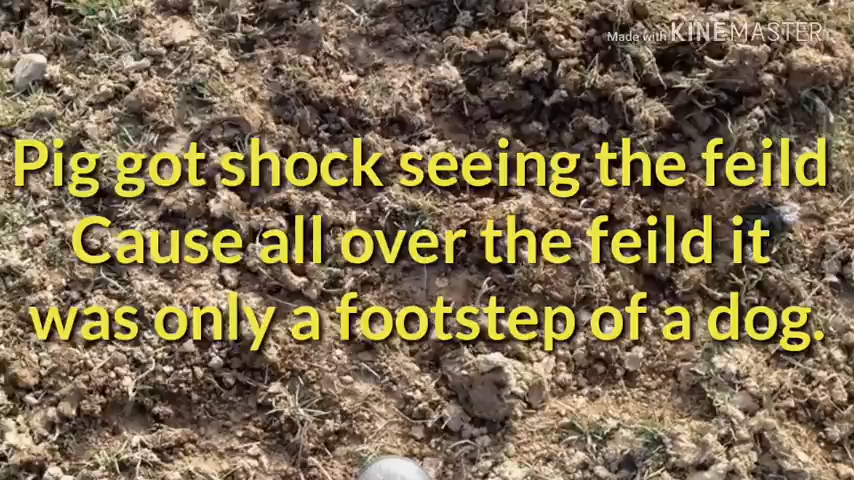 Made with KINEMASTER
Pig got shock seeing the feild
Cause all over the feild it
was only a footstep of a dog.